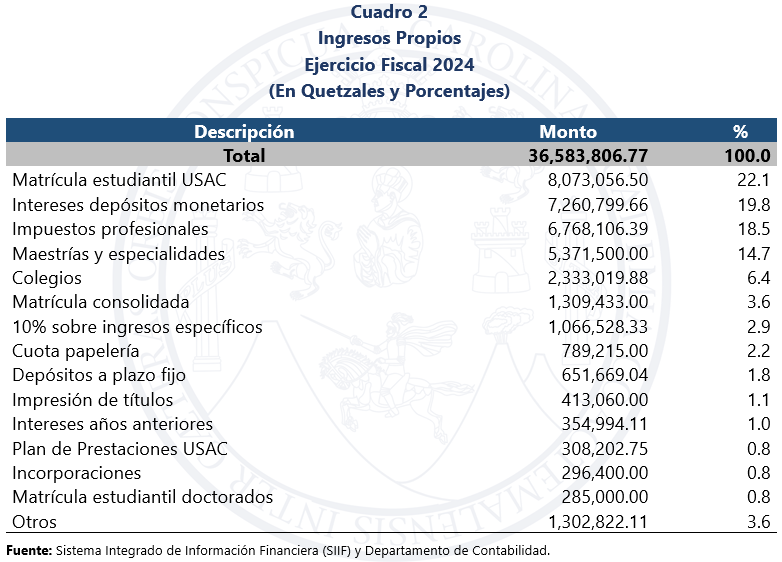 Cuadro 2
Ingresos Propios
Ejercicio Fiscal 2024
(En Quetzales y Porcentajes)
Descripción Monto %
Total 36,583,806.77 100.0
Matrícula estudiantil USAC 8,073,056.50 22.1
Intereses depósitos monetarios 7,260,799.66 19.8
Impuestos profesionales 6,768,106.39 18.5
Maestrías y especialidades 5,371,500.00 14.7
Colegios 2,333,019.88 6.4
Matrícula consolidada 1,309,433.00 3.6
10% sobre ingresos específicos 1,066,528.33 2.9
Cuota papelería 789,215.00 2.2
Depósitos a plazo fijo 651,669.04 1.8
Impresión de títulos 413,060.00 1.1
Intereses años anteriores 354,994.11 1.0
Plan de Prestaciones USAC 308,202.75 0.8
Incorporaciones 296,400.00 0.8
Matrícula estudiantil doctorados 285,000.00 0.8
Otros 1,302,822.11 3.6
Fuente: Sistema Integrado de Información Financiera (SIIF) y Departamento de Contabilidad.